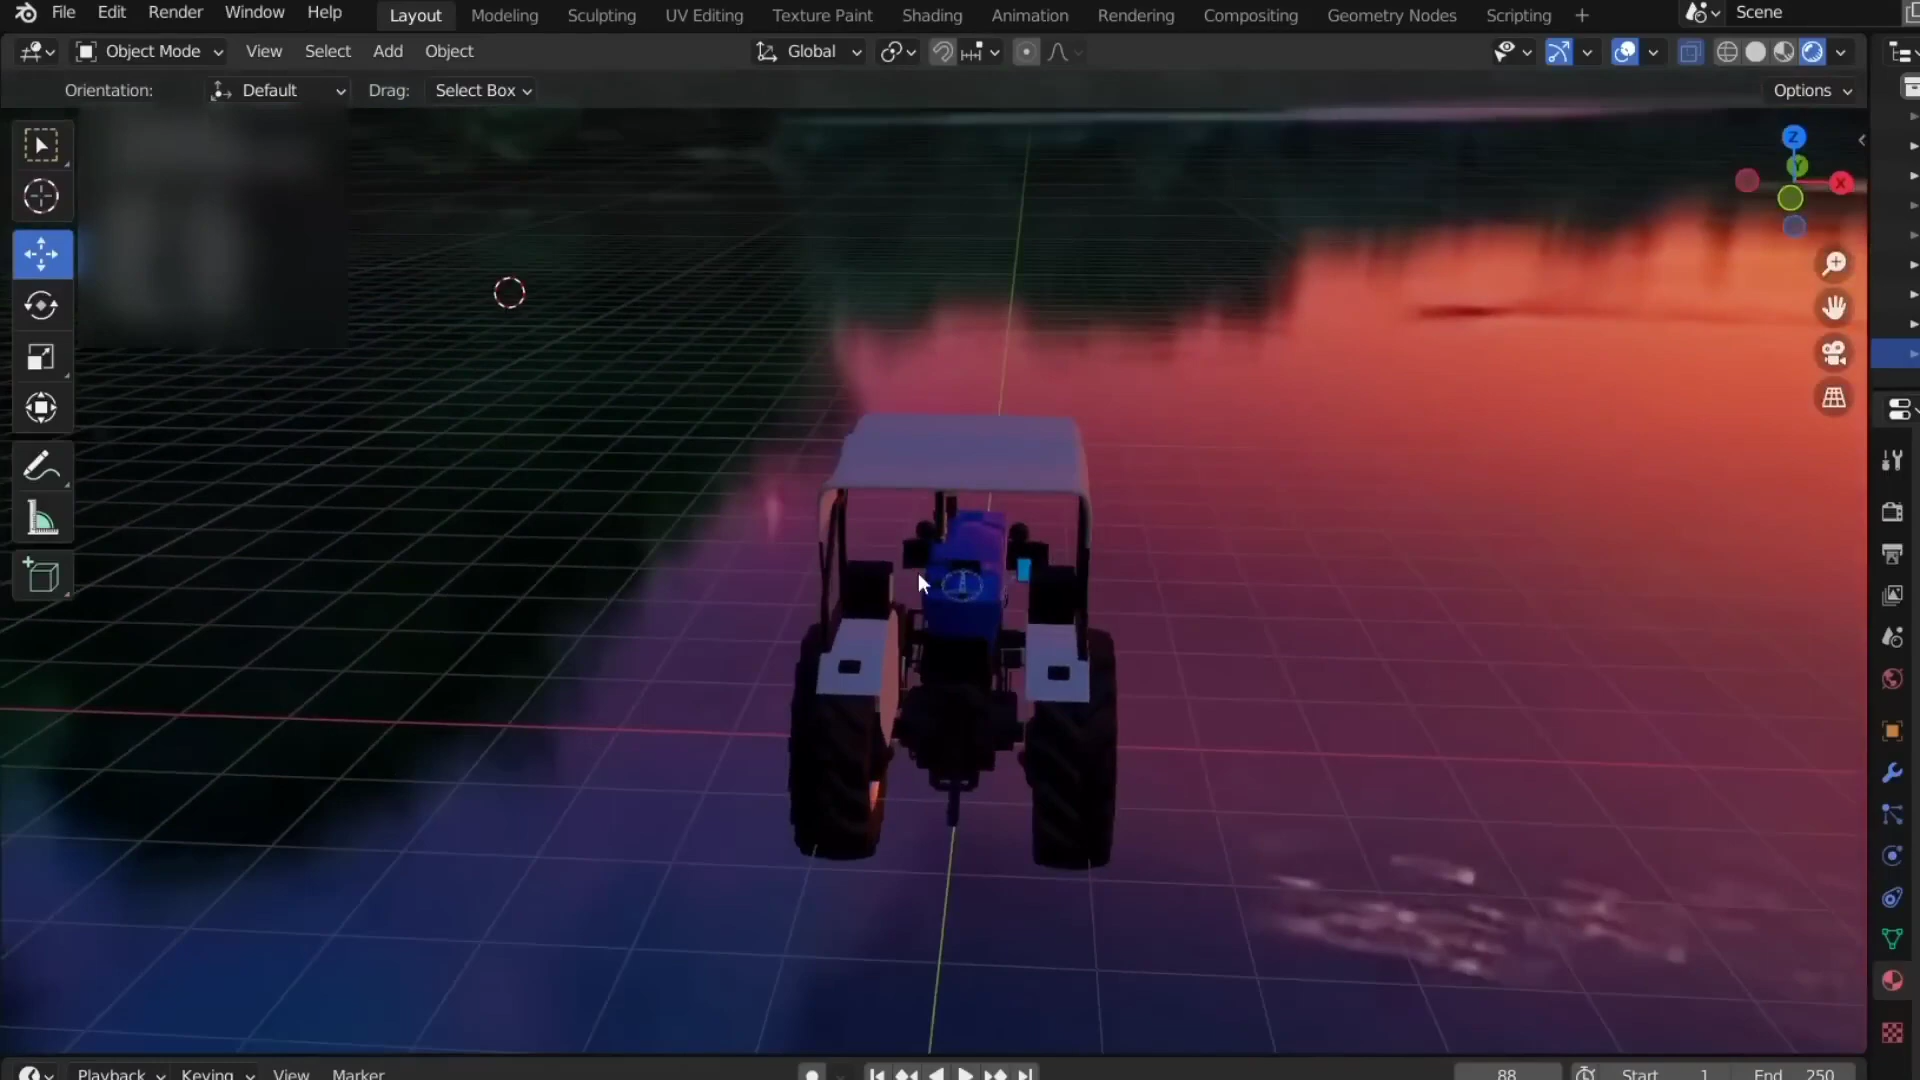 File Edit Render Window Help Layout Modeling Sculpting UV Editing Texture Paint Shading Animation Rendering Compositing Geometry Nodes Scripting + Scene
Object Mode View Select Add Object Global
Orientation: Default Drag: Select Box Options
Z
Y
X
Playback Keying View Marker 88 Start 1 End 250